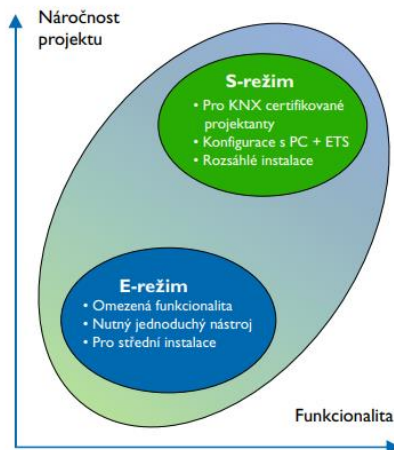 Náročnost
projektu
S-režim
• Pro KNX certifikované
projektanty
• Konfigurace s PC + ETS
• Rozsáhlé instalace
E-režim
• Omezená funkcionalita
• Nutný jednoduchý nástroj
• Pro střední instalace
Funkcionalita